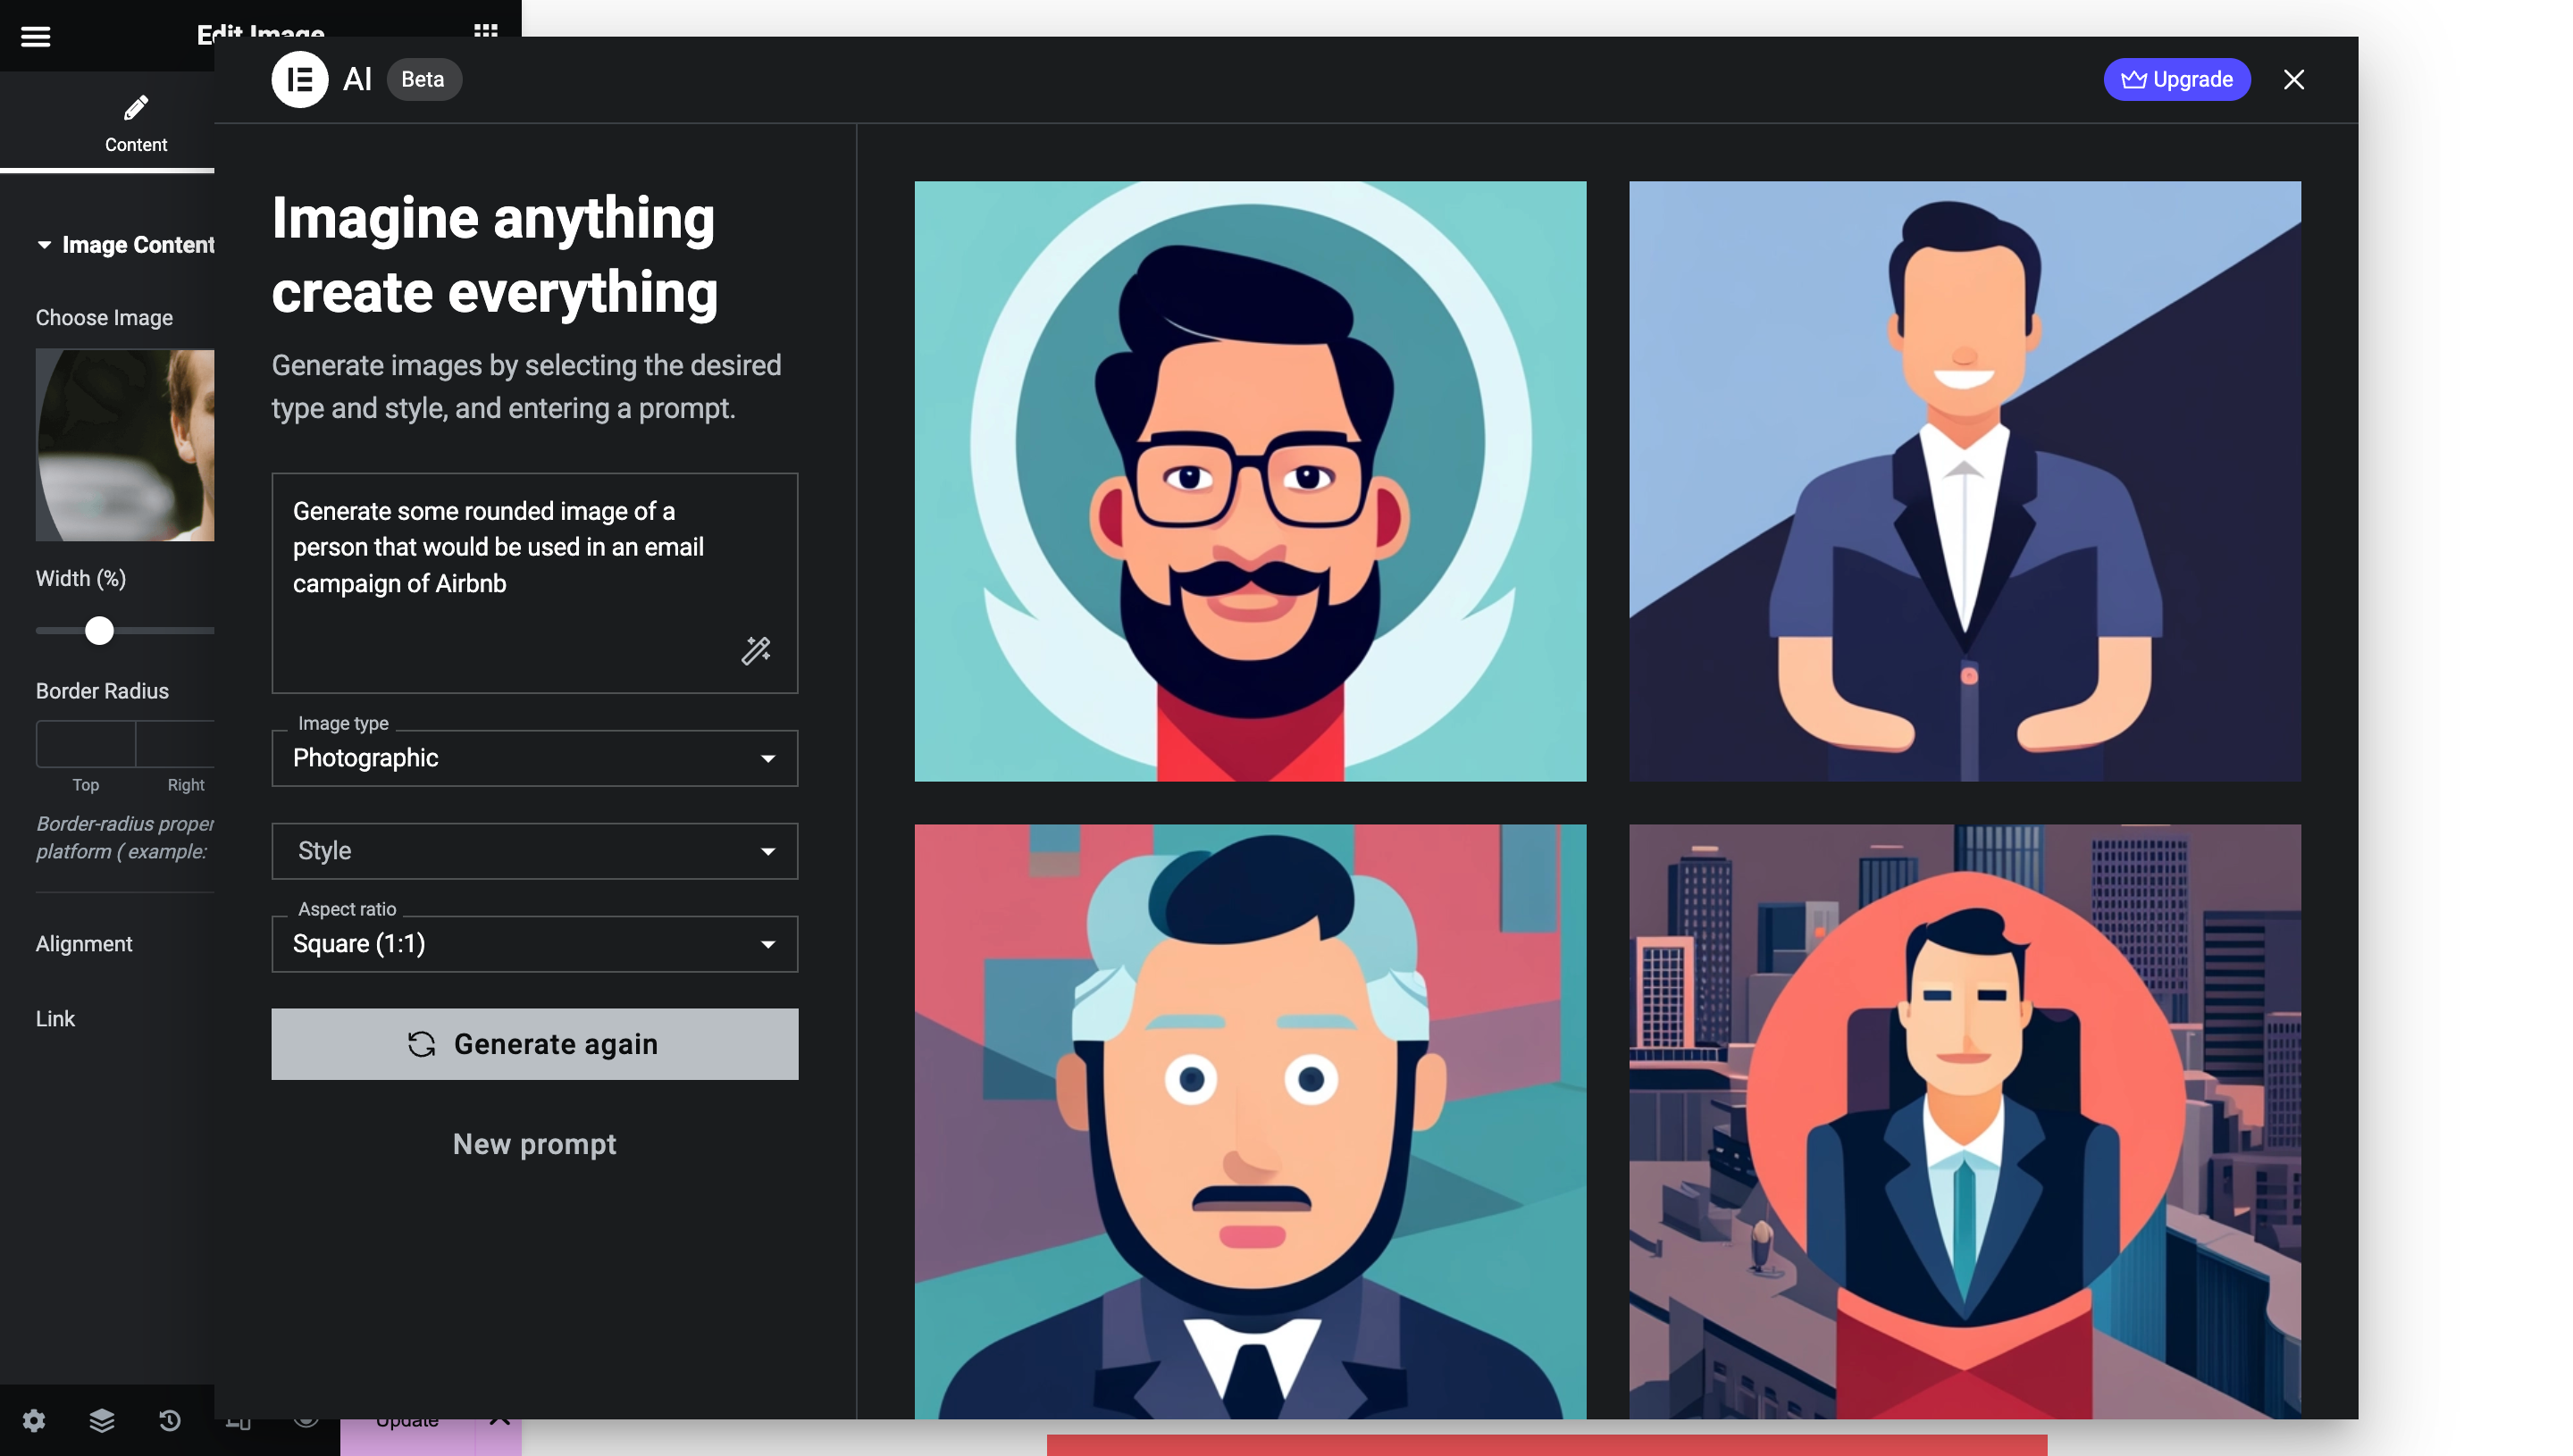 Edit Image
AI
Beta
Upgrade
Content
Image Content
Choose Image
Width (%)
Border Radius
Top
Right
Border-radius proper
platform ( example:
Alignment
Link
Update
Imagine anything
create everything
Generate images by selecting the desired
type and style, and entering a prompt.
Generate some rounded image of a
person that would be used in an email
campaign of Airbnb
Image type
Photographic
Style
Aspect ratio
Square (1:1)
Generate again
New prompt